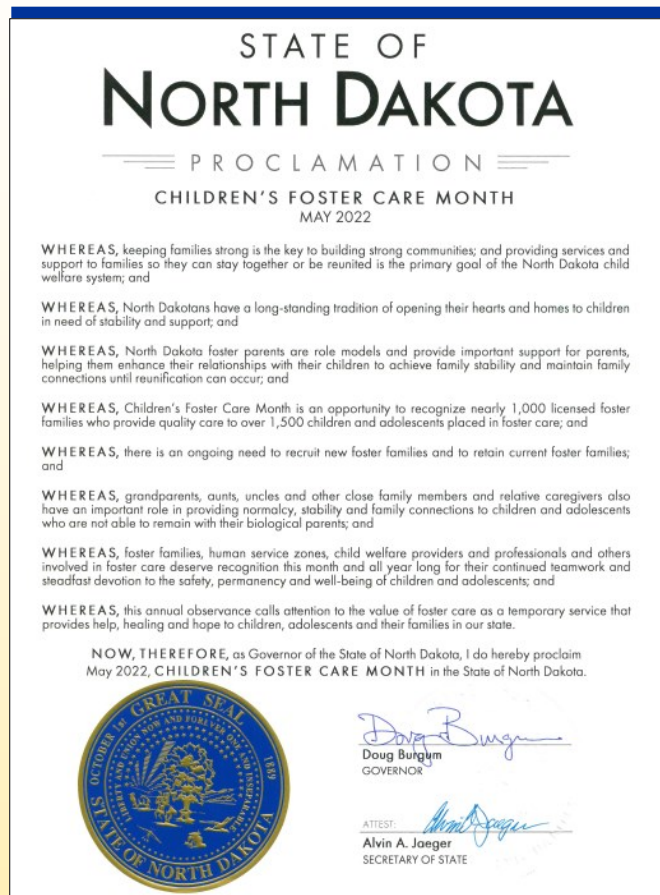 STATE OF
NORTH DAKOTA
PROCLAMATION
CHILDREN'S FOSTER CARE MONTH
MAY 2022
WHEREAS, keeping families strong is the key to building strong communities; and providing services and
support to families so they can stay together or be reunited is the primary goal of the North Dakota child
welfare system; and
WHEREAS, North Dakotans have a long-standing tradition of opening their hearts and homes to children
in need of stability and support; and
WHEREAS, North Dakota foster parents are role models and provide important support for parents,
helping them enhance their relationships with their children to achieve family stability and maintain family
connections until reunification can occur; and
WHEREAS, Children's Foster Care Month is an opportunity to recognize nearly 1,000 licensed foster
families who provide quality care to over 1,500 children and adolescents placed in foster care; and
WHEREAS, there is an ongoing need to recruit new foster families and to retain current foster families;
and
WHEREAS, grandparents, aunts, uncles and other close family members and relative caregivers also
have an important role in providing normalcy, stability and family connections to children and adolescents
who are not able to remain with their biological parents; and
WHEREAS, foster families, human service zones, child welfare providers and professionals and others
involved in foster care deserve recognition this month and all year long for their continued teamwork and
steadfast devotion to the safety, permanency and well-being of children and adolescents; and
WHEREAS, this annual observance calls attention to the value of foster care as a temporary service that
provides help, healing and hope to children, adolescents and their families in our state.
NOW, THEREFORE, as Governor of the State of North Dakota, I do hereby proclaim
May 2022, CHILDREN'S FOSTER CARE MONTH in the State of North Dakota.
GREAT SEAL
OCTOBER 1st 1889
LIBERTY AND UNION NOW AND FOREVER ONE AND INSEPARABLE
STATE OF NORTH DAKOTA
Doug Burgum
Doug Burgum
GOVERNOR
ATTEST: Alvin A Jaeger
Alvin A. Jaeger
SECRETARY OF STATE